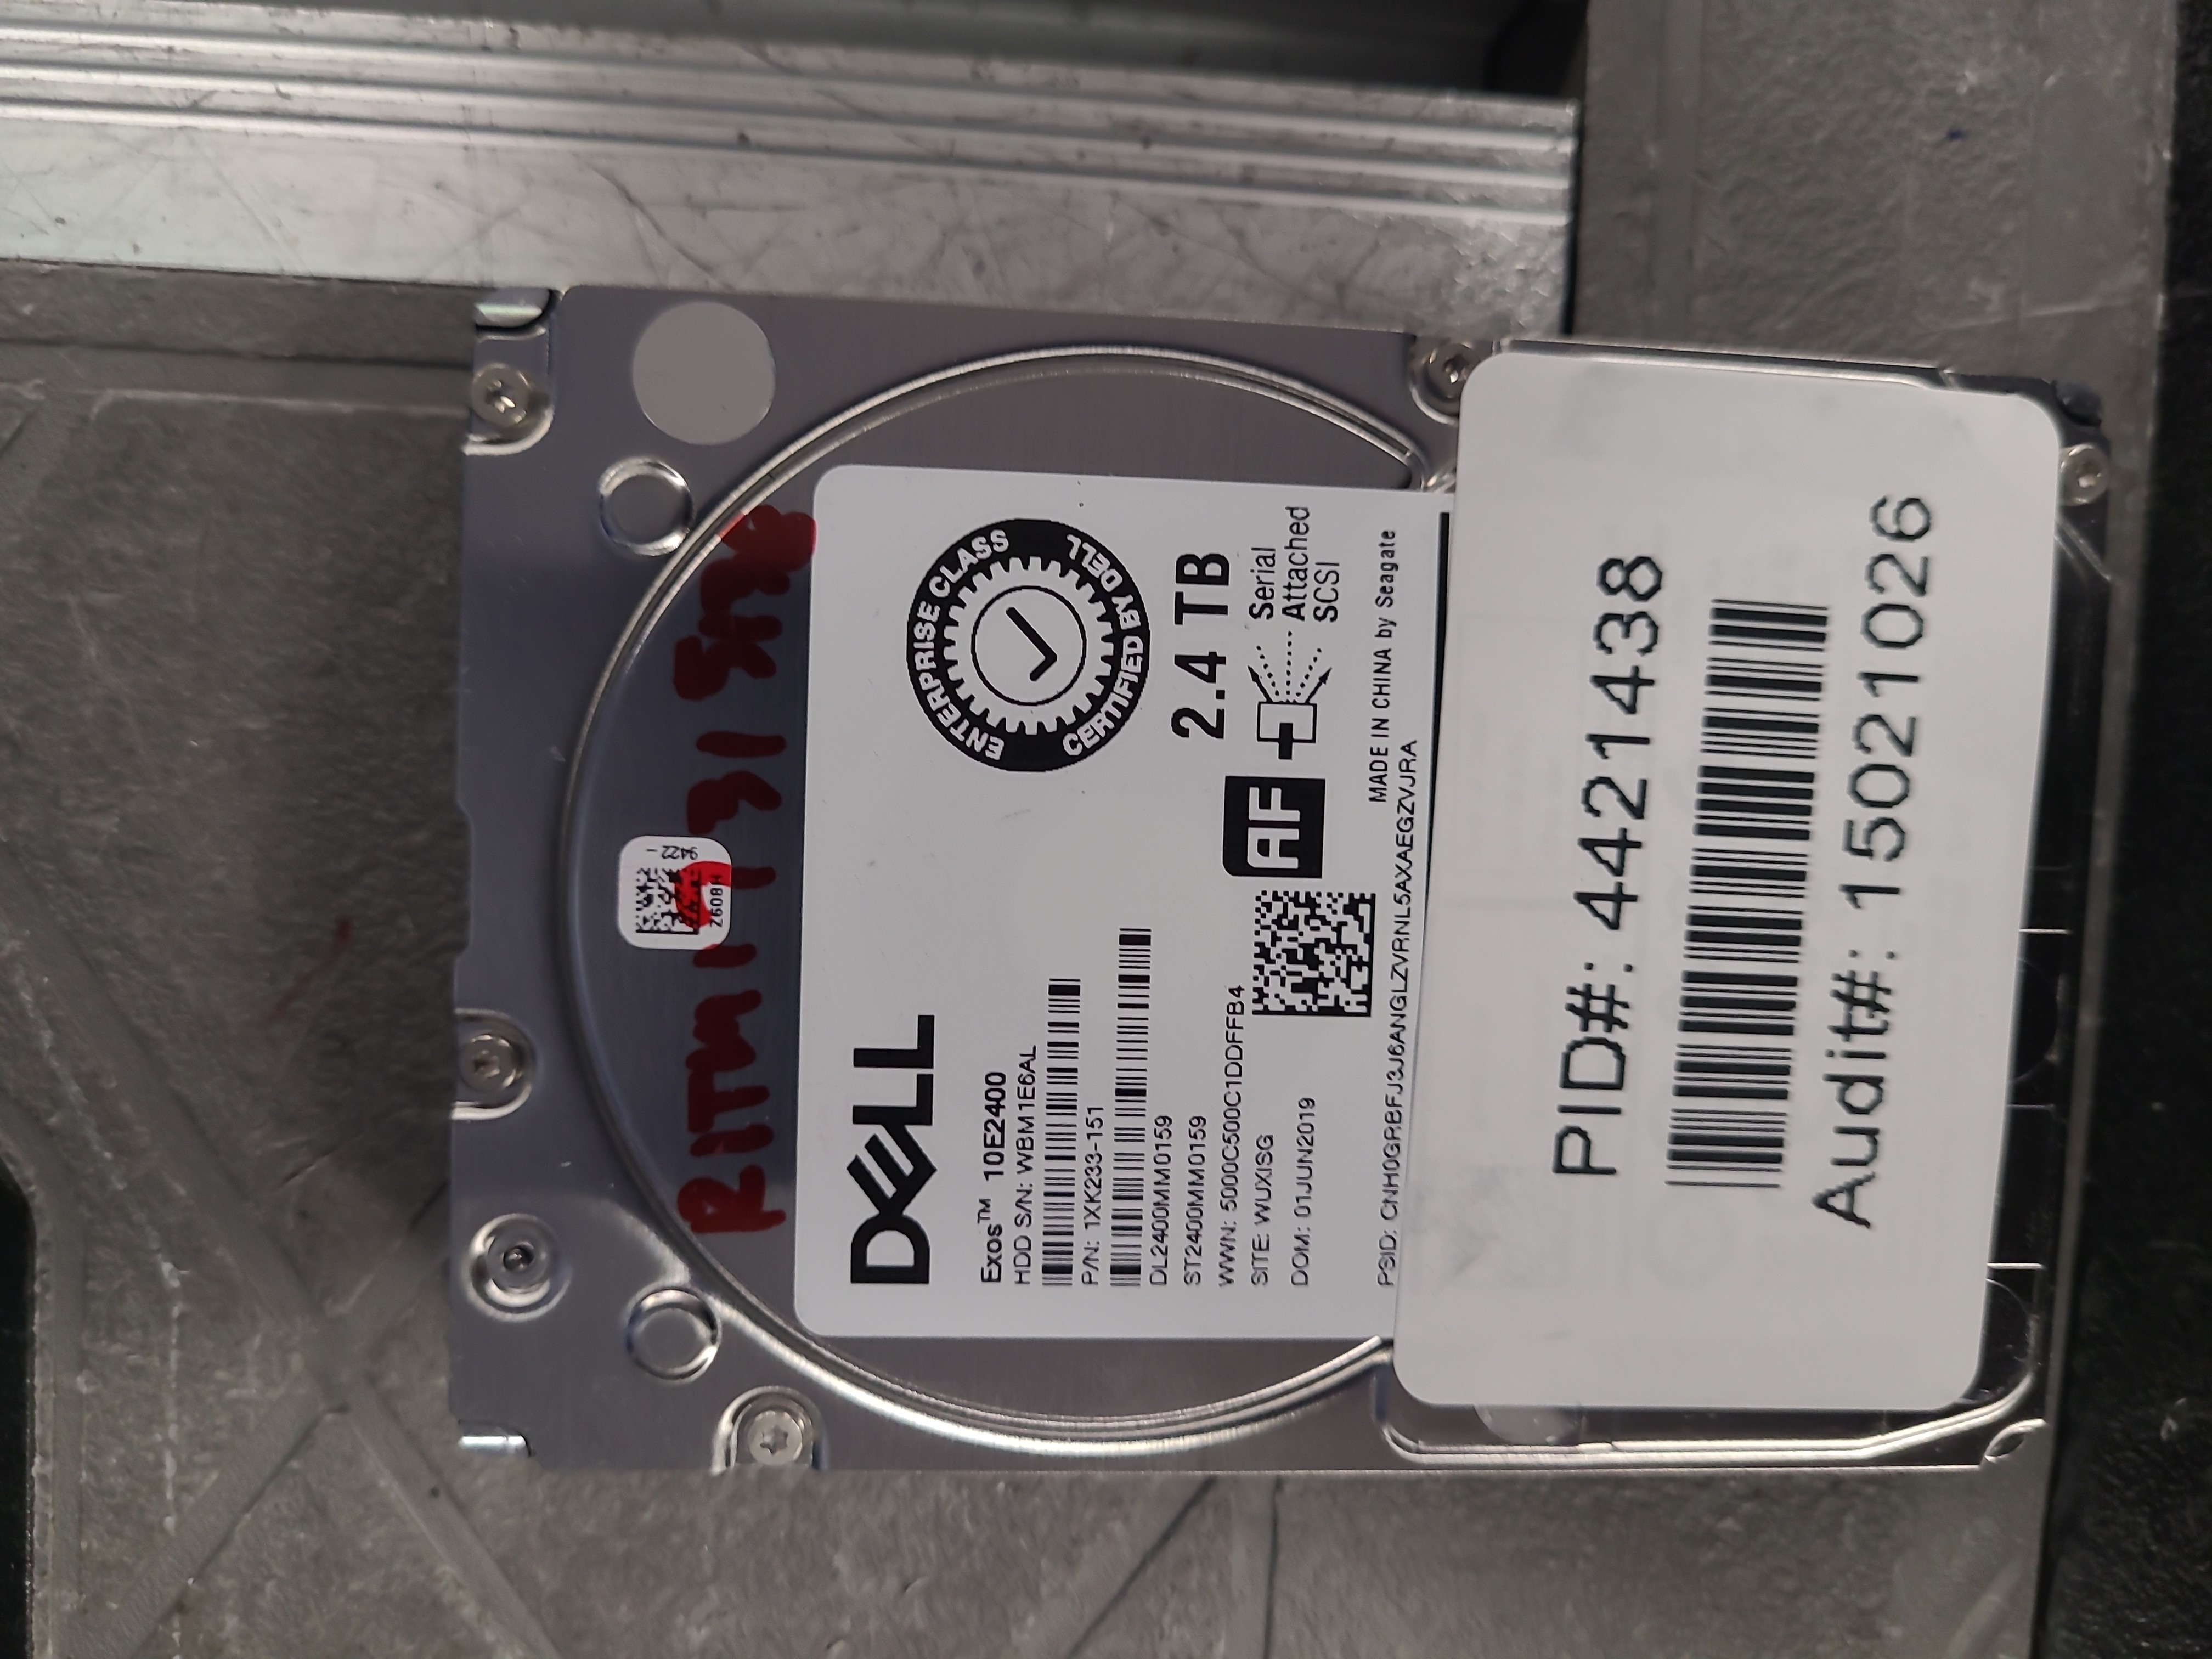 9422-
Z608H
DELL
ENTERPRISE CLASS
CERTIFIED BY DELL
Exos™ 10E2400
HDD S/N: WBM1E6AL
P/N: 1XK233-151
DL2400MM0159
ST2400MM0159
WWN: 5000C500C1DDFFB4
SITE: WUXISG
DOM: 01JUN2019
2.4 TB
AF
Serial
Attached
SCSI
MADE IN CHINA by Seagate
PSID: CNH0GRBFJ3J6ANGLZVRNL5AXAEGZVJRA
PID#: 4421438
Audit#: 15021026